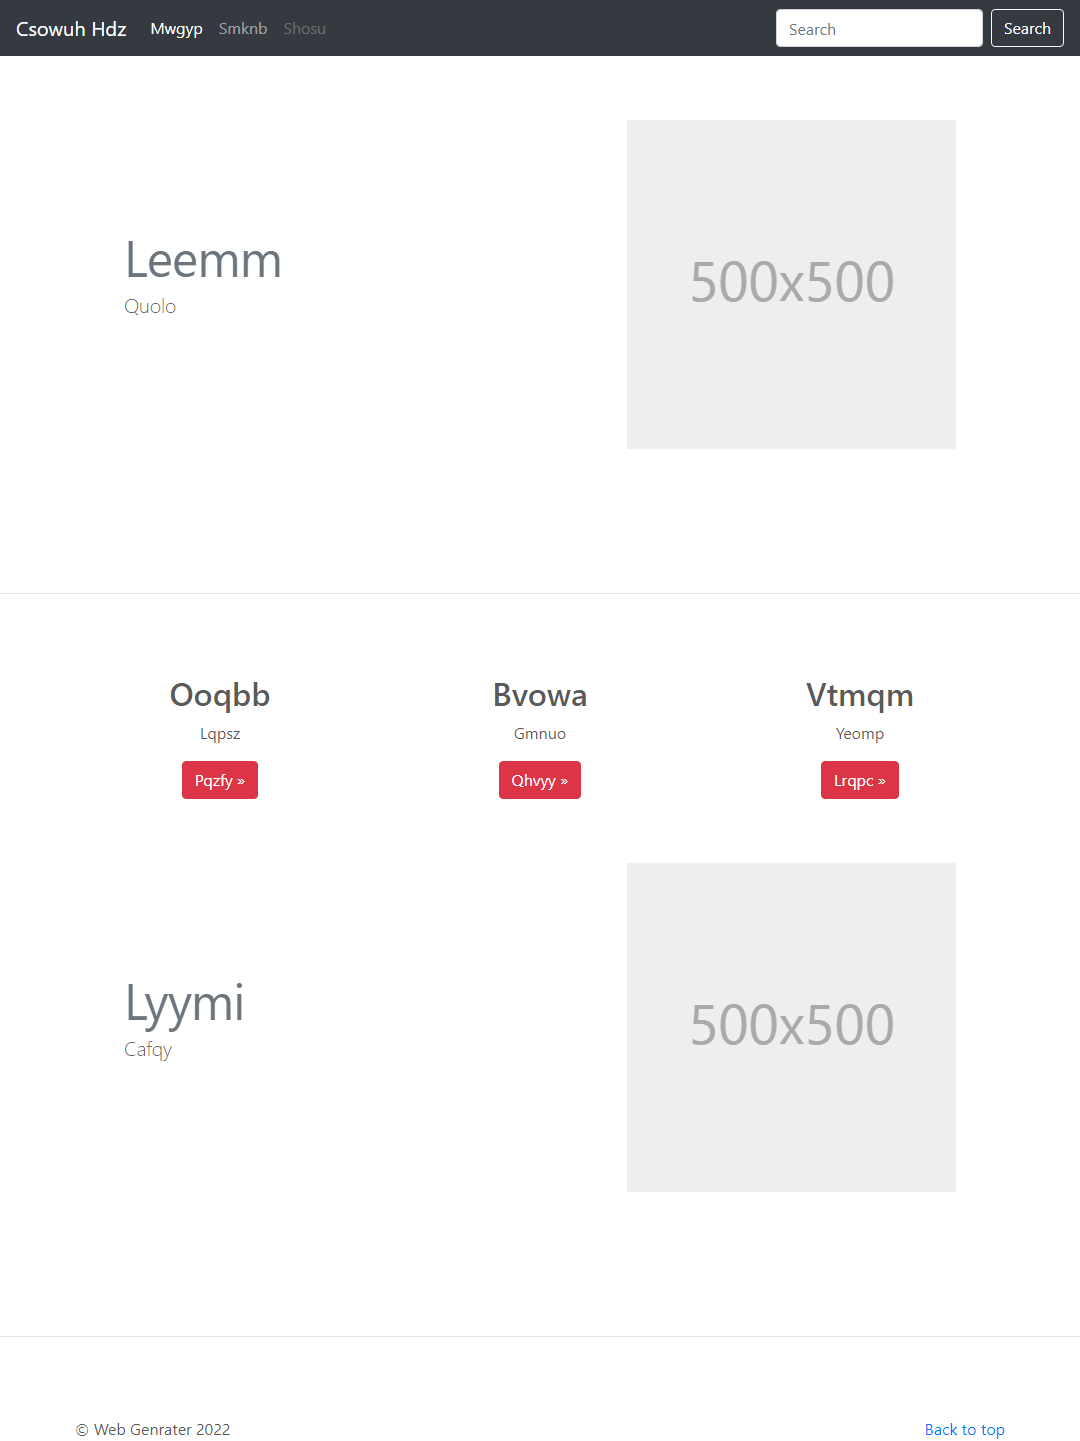 Csowuh Hdz Mwgyp Smknb Shosu Search Search
Leemm
Quolo
500x500
Ooqbb Bvowa Vtmqm
Lqpsz Gmnuo Yeomp
Pqzfy » Qhvyy » Lrqpc »
Lyymi
Cafqy
500x500
© Web Genrater 2022 Back to top